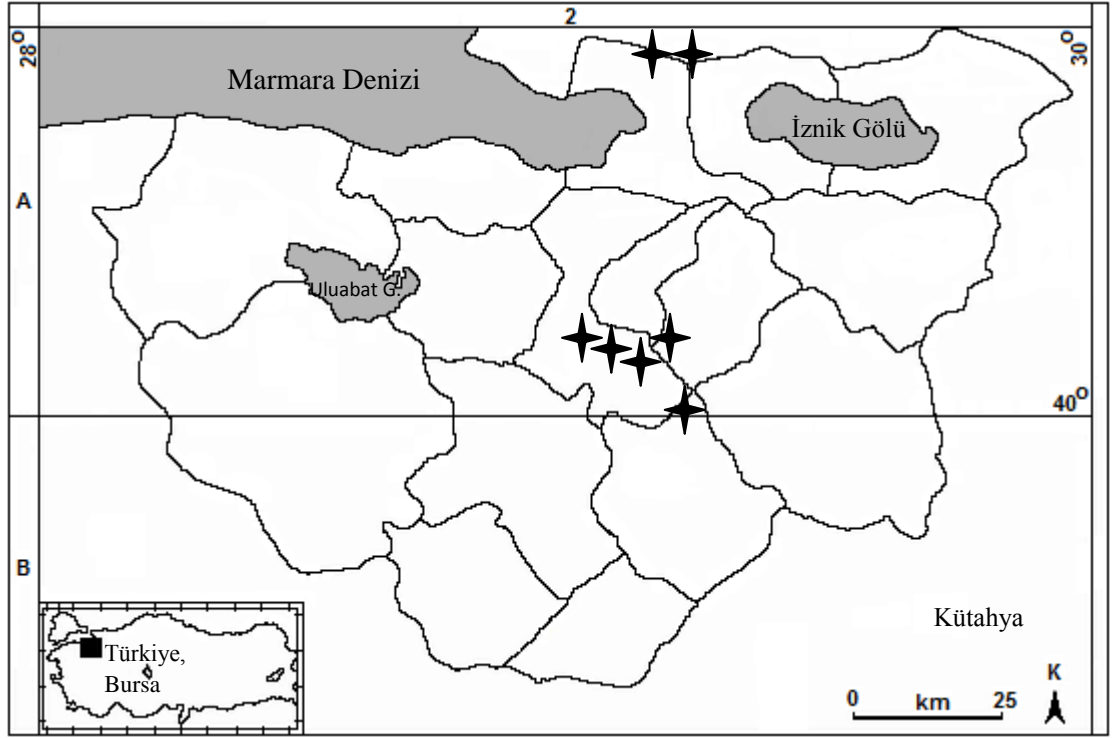 2
28°
30°
Marmara Denizi
İznik Gölü
A
Uluabat G.
40°
B
Kütahya
Türkiye,
Bursa
K
0 km 25